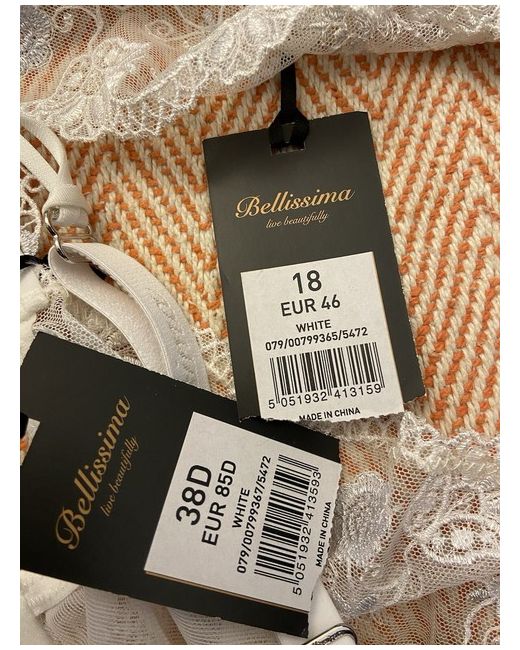 Bellissima
live beautifully
18
EUR 46
WHITE
079/00799365/5472
5 051932 413159
MADE IN CHINA
Bellissima
live beautifully
38D
EUR 85D
WHITE
079/00799367/5472
5 051932 413593
MADE IN CHINA